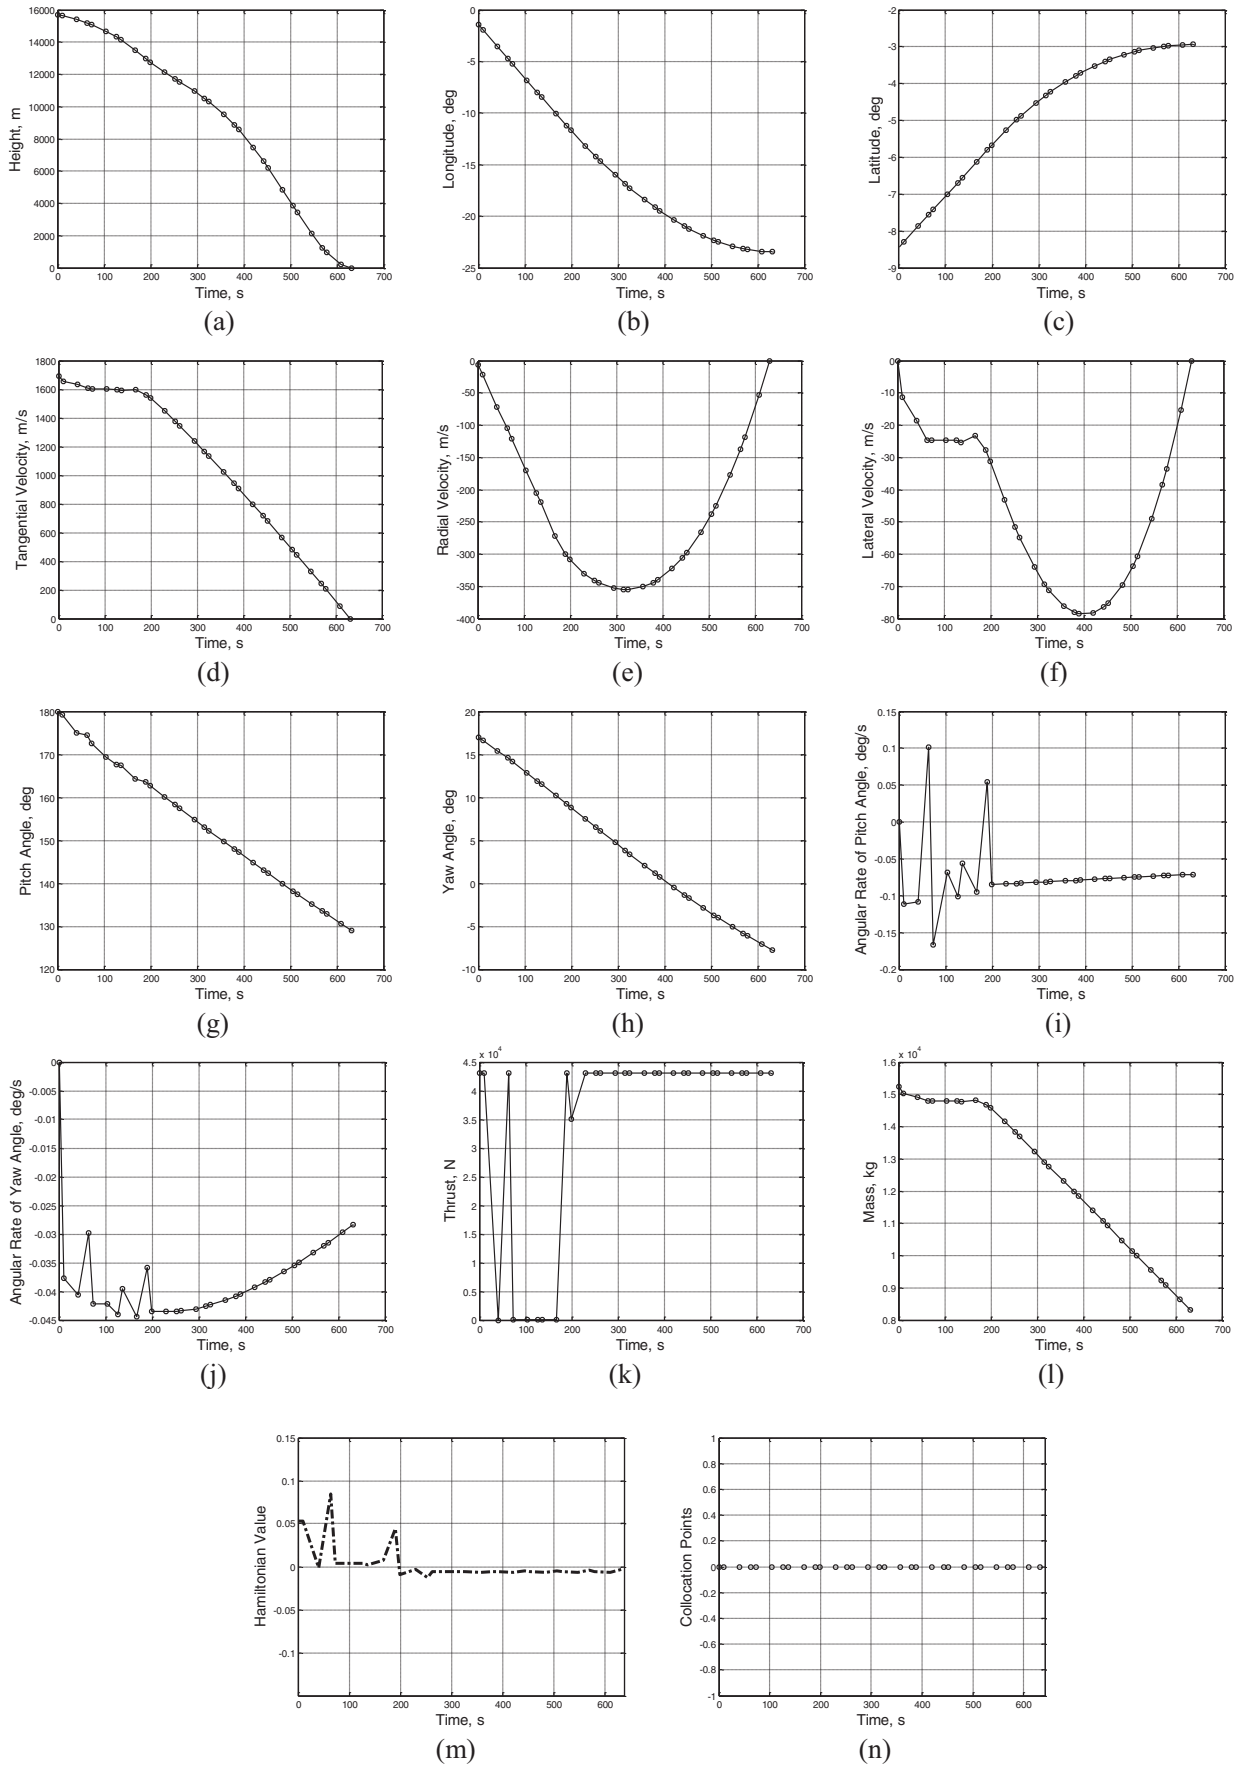 16000
14000
12000
10000
8000
6000
4000
2000
0
0 100 200 300 400 500 600 700
Height, m
Time, s
(a)
0
-5
-10
-15
-20
-25
0 100 200 300 400 500 600 700
Longitude, deg
Time, s
(b)
-2
-3
-4
-5
-6
-7
-8
-9
0 100 200 300 400 500 600 700
Latitude, deg
Time, s
(c)
1800
1600
1400
1200
1000
800
600
400
200
0
0 100 200 300 400 500 600 700
Tangential Velocity, m/s
Time, s
(d)
0
-50
-100
-150
-200
-250
-300
-350
-400
0 100 200 300 400 500 600 700
Radial Velocity, m/s
Time, s
(e)
0
-10
-20
-30
-40
-50
-60
-70
-80
0 100 200 300 400 500 600 700
Lateral Velocity, m/s
Time, s
(f)
180
170
160
150
140
130
120
0 100 200 300 400 500 600 700
Pitch Angle, deg
Time, s
(g)
20
15
10
5
0
-5
-10
0 100 200 300 400 500 600 700
Yaw Angle, deg
Time, s
(h)
0.15
0.1
0.05
0
-0.05
-0.1
-0.15
-0.2
0 100 200 300 400 500 600 700
Angular Rate of Pitch Angle, deg/s
Time, s
(i)
0
-0.005
-0.01
-0.015
-0.02
-0.025
-0.03
-0.035
-0.04
-0.045
0 100 200 300 400 500 600 700
Angular Rate of Yaw Angle, deg/s
Time, s
(j)
x 10⁴
4.5
4
3.5
3
2.5
2
1.5
1
0.5
0
0 100 200 300 400 500 600 700
Thrust, N
Time, s
(k)
x 10⁴
1.6
1.5
1.4
1.3
1.2
1.1
1
0.9
0.8
0 100 200 300 400 500 600 700
Mass, kg
Time, s
(l)
0.15
0.1
0.05
0
-0.05
-0.1
0 100 200 300 400 500 600
Hamiltonian Value
Time, s
(m)
1
0.8
0.6
0.4
0.2
0
-0.2
-0.4
-0.6
-0.8
-1
0 100 200 300 400 500 600
Collocation Points
Time, s
(n)